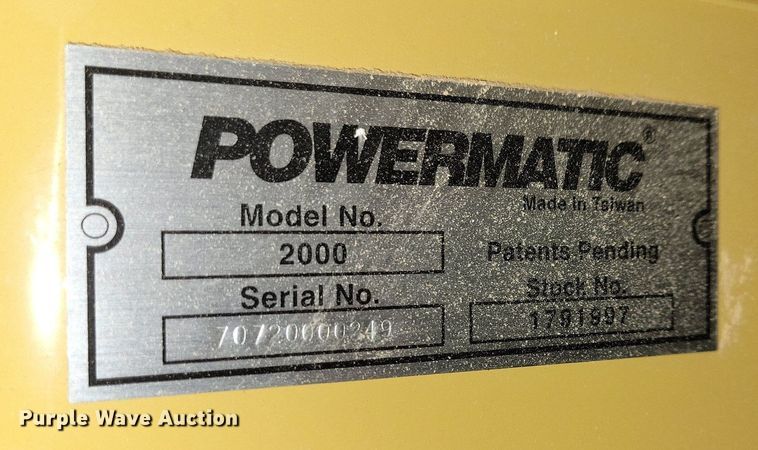 POWERMATIC®
Made in Taiwan
Model No.
2000
Patents Pending
Serial No.
70720000249
Stock No.
1791997
Purple Wave Auction